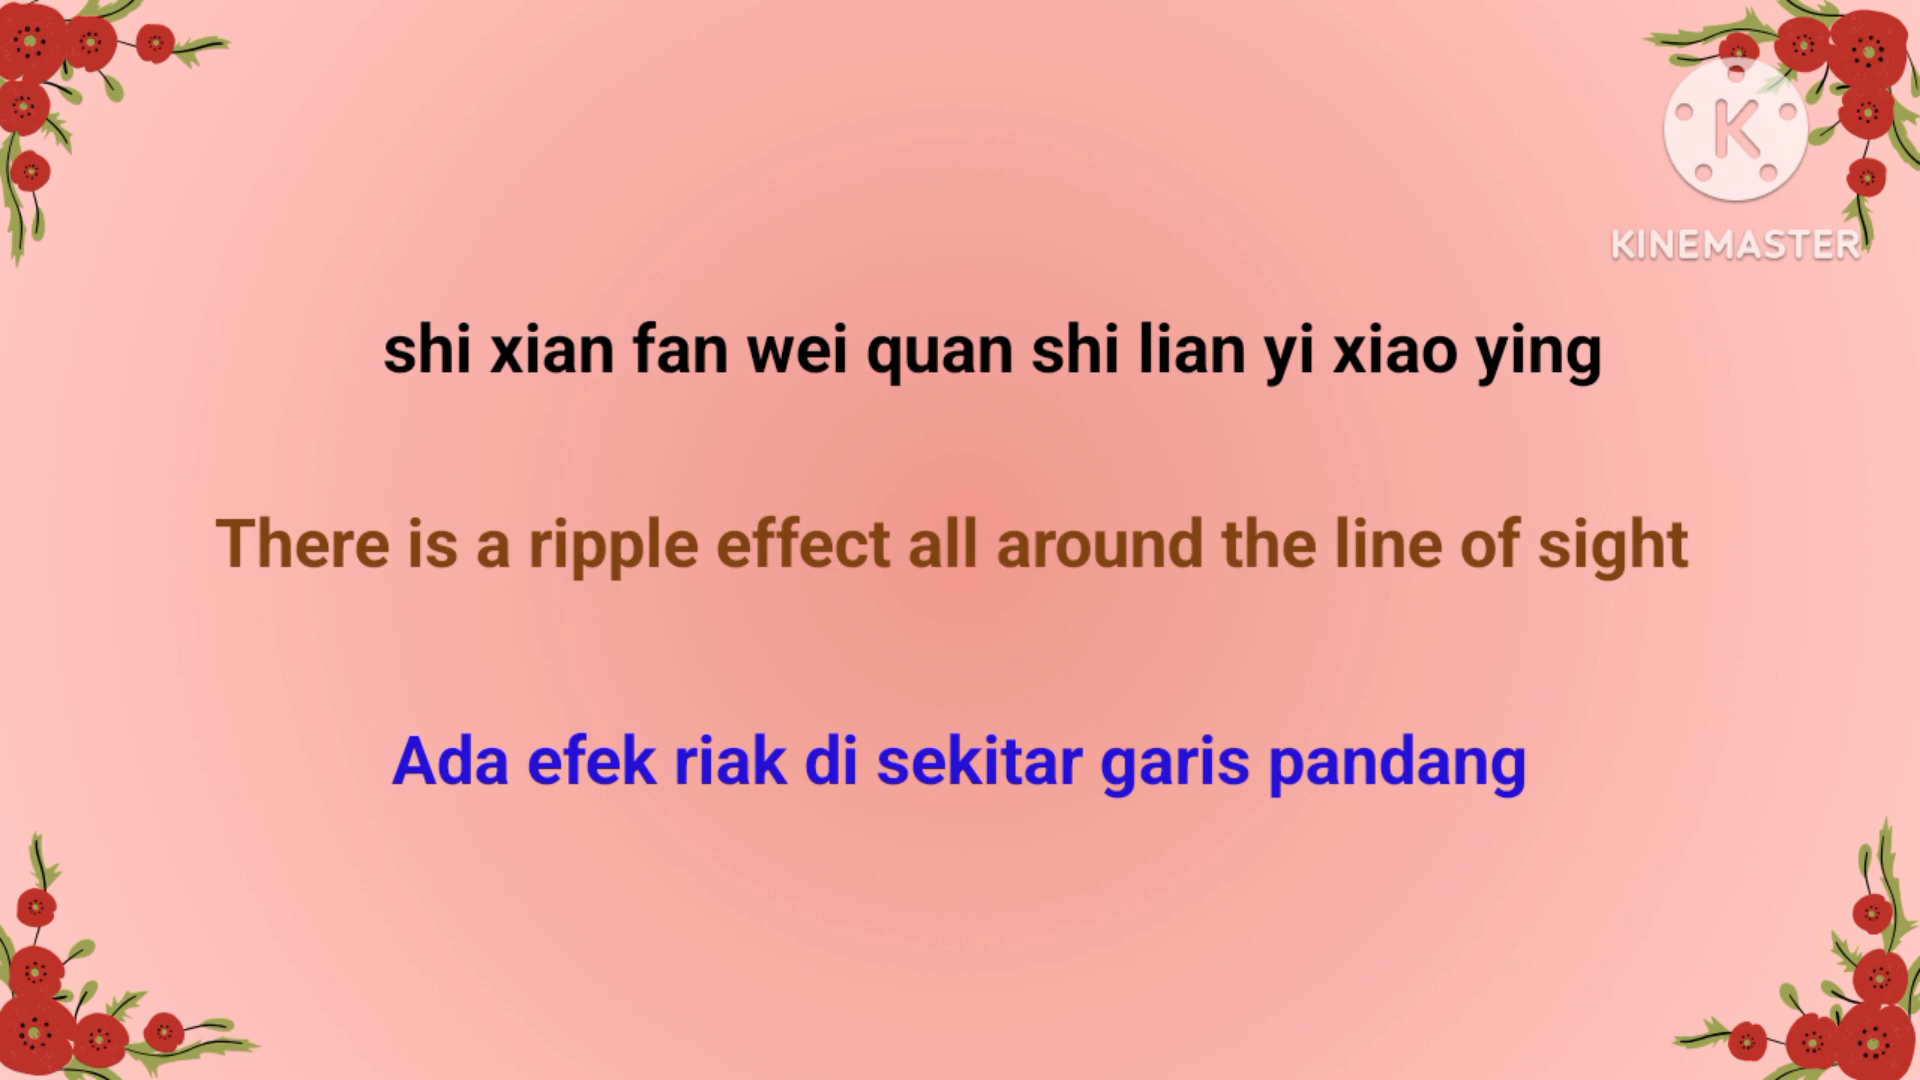 KINEMASTER
shi xian fan wei quan shi lian yi xiao ying
There is a ripple effect all around the line of sight
Ada efek riak di sekitar garis pandang